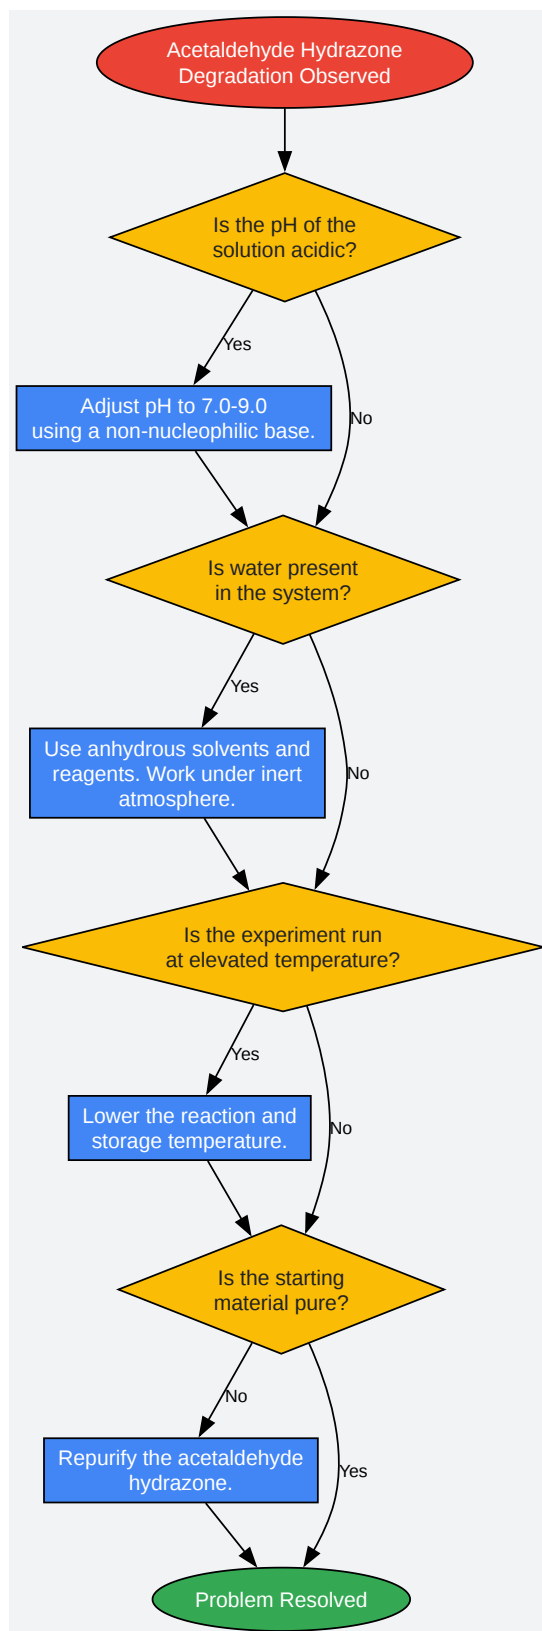 Acetaldehyde Hydrazone
Degradation Observed
Is the pH of the
solution acidic?
Yes
Adjust pH to 7.0-9.0
using a non-nucleophilic base.
No
Is water present
in the system?
Yes
Use anhydrous solvents and
reagents. Work under inert
atmosphere.
No
Is the experiment run
at elevated temperature?
Yes
Lower the reaction and
storage temperature.
No
Is the starting
material pure?
No
Repurify the acetaldehyde
hydrazone.
Yes
Problem Resolved